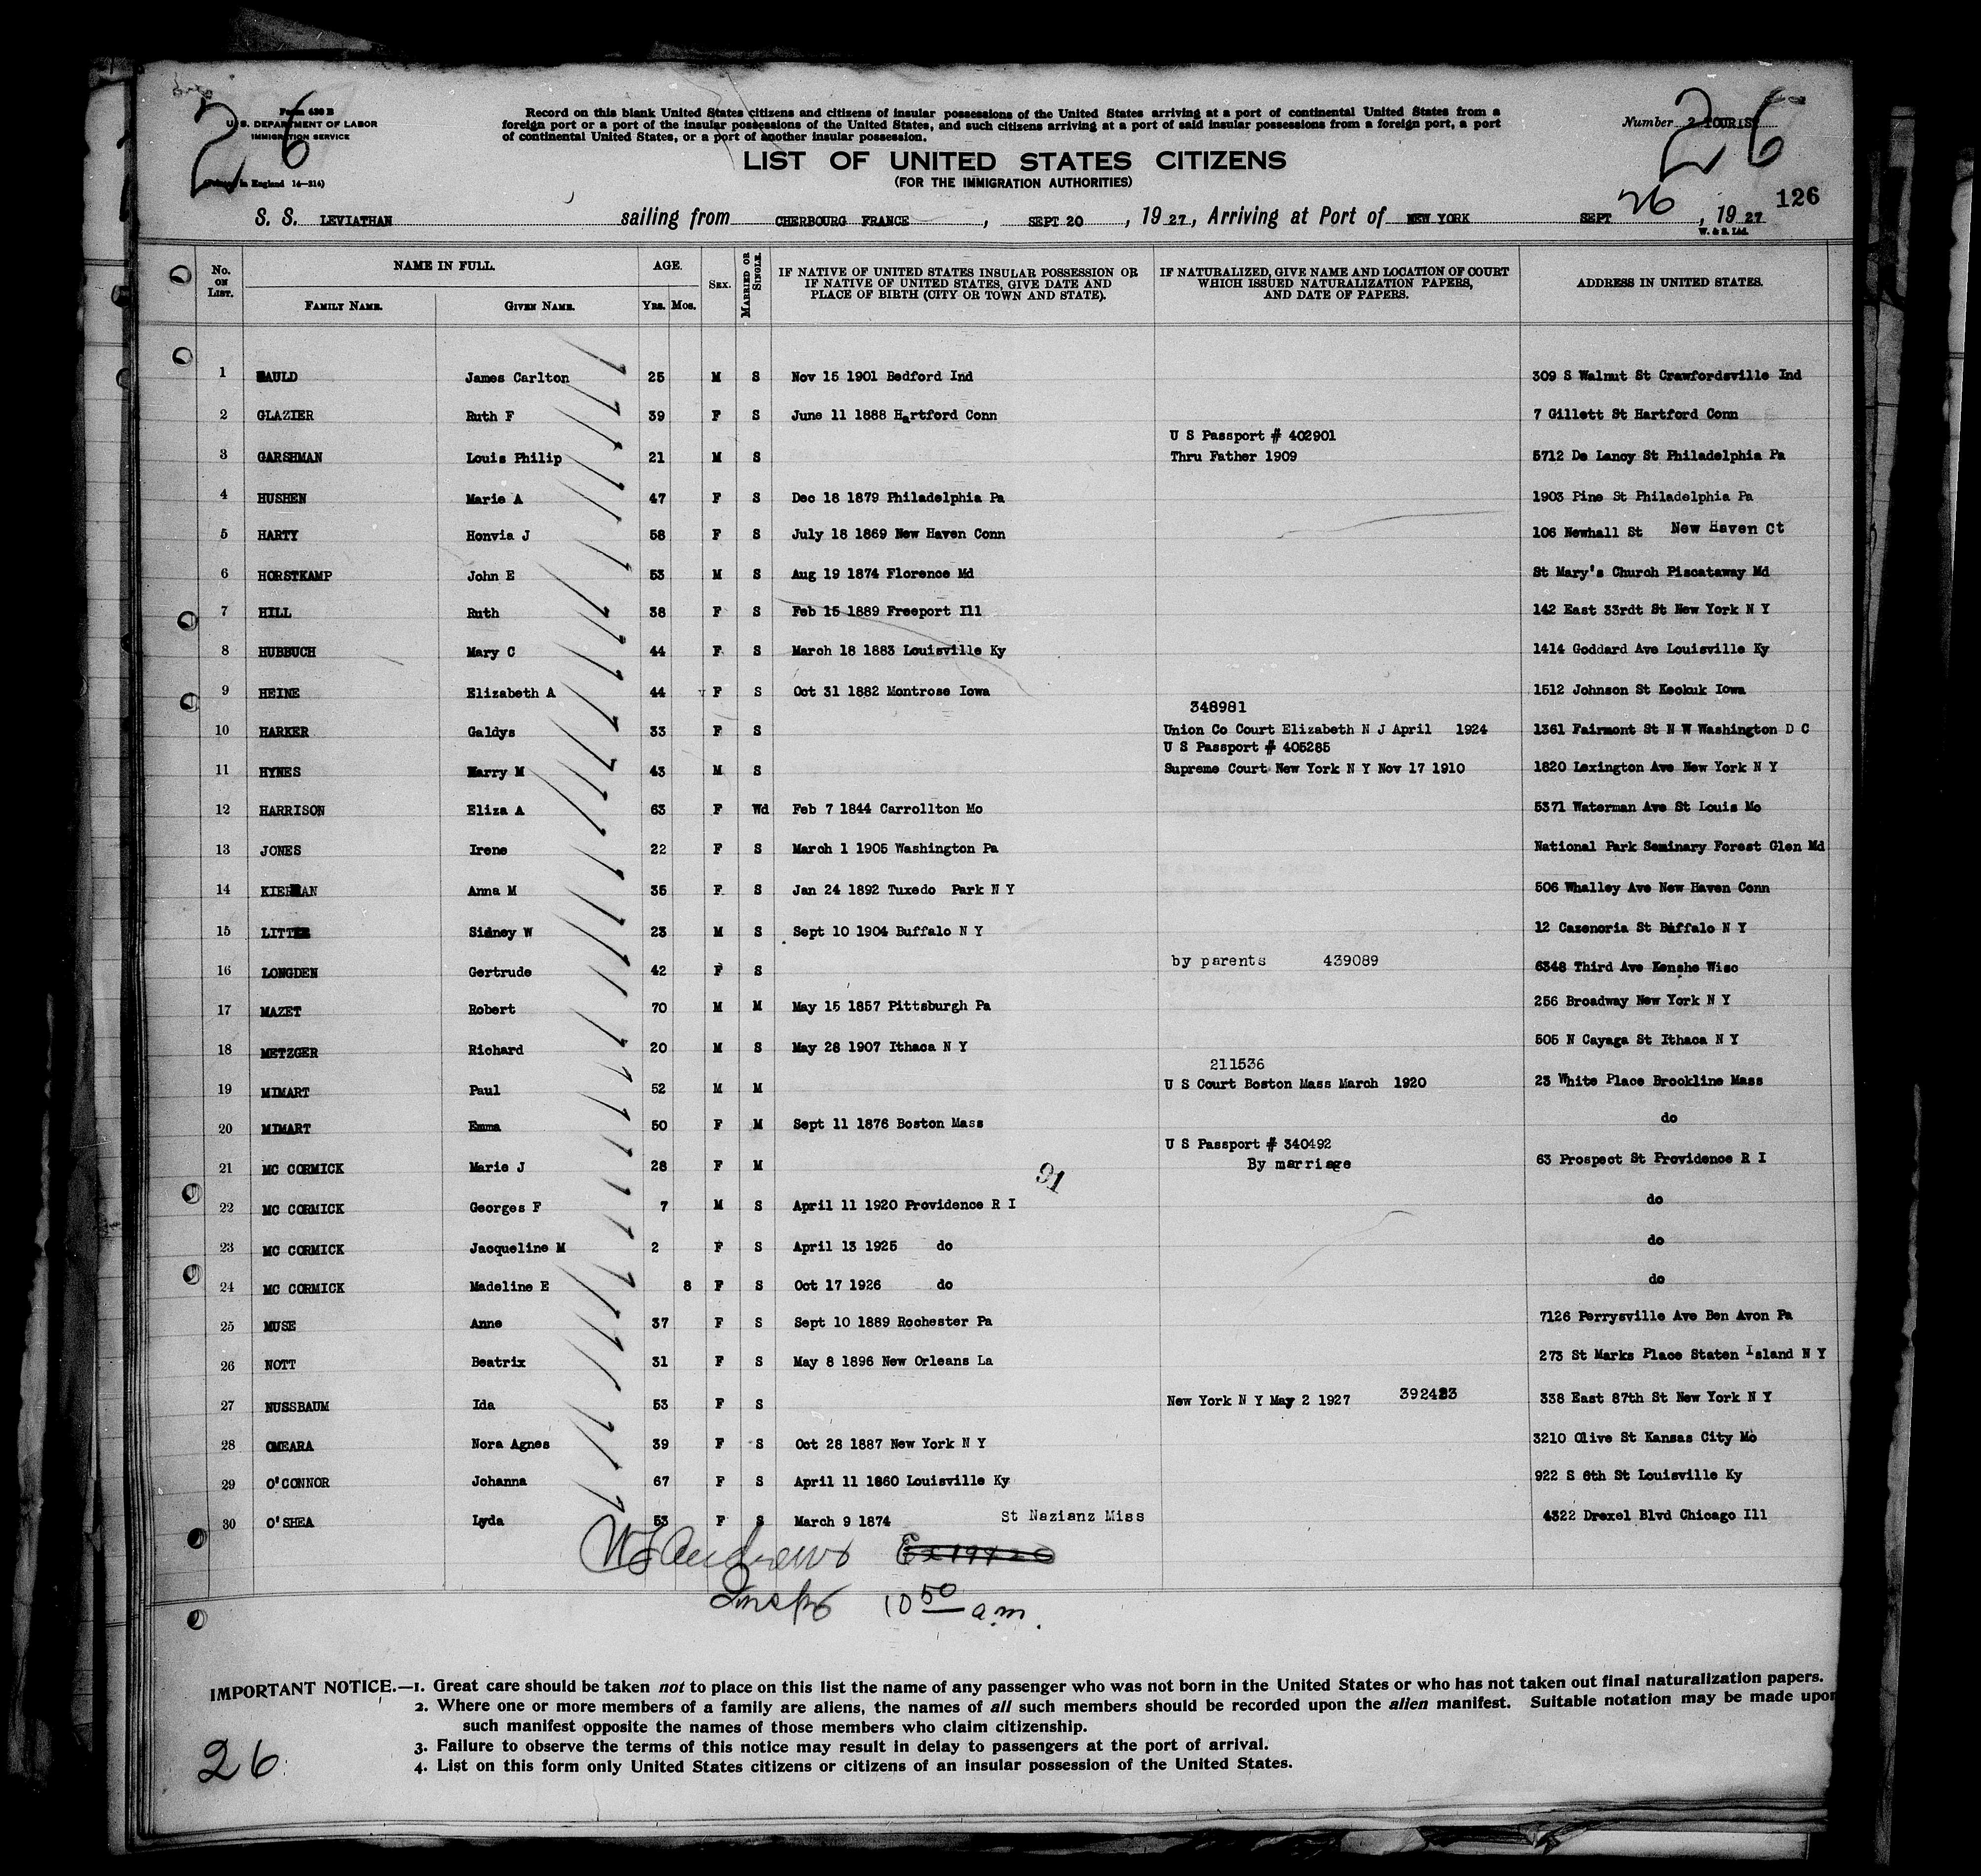 26
Form 630 B
U. S. DEPARTMENT OF LABOR
IMMIGRATION SERVICE
in England 14—314)
Record on this blank United States citizens and citizens of insular possessions of the United States arriving at a port of continental United States from a
foreign port or a port of the insular possessions of the United States, and such citizens arriving at a port of said insular possessions from a foreign port, a port
of continental United States, or a port of another insular possession.
Number 2 TOURIST
26
LIST OF UNITED STATES CITIZENS
(FOR THE IMMIGRATION AUTHORITIES)
126
S. S. LEVIATHAN sailing from CHERBOURG FRANCE, SEPT 20, 1927, Arriving at Port of NEW YORK SEPT 26, 1927
W. & S. Ltd.
No. ON LIST. NAME IN FULL. FAMILY NAME. GIVEN NAME. AGE. YRS. MOS. SEX. MARRIED OR SINGLE. IF NATIVE OF UNITED STATES INSULAR POSSESSION OR IF NATIVE OF UNITED STATES, GIVE DATE AND PLACE OF BIRTH (CITY OR TOWN AND STATE). IF NATURALIZED, GIVE NAME AND LOCATION OF COURT WHICH ISSUED NATURALIZATION PAPERS, AND DATE OF PAPERS. ADDRESS IN UNITED STATES.
1 AULD James Carlton 25 M S Nov 15 1901 Bedford Ind 309 S Walnut St Crawfordsville Ind
2 GLAZIER Ruth F 39 F S June 11 1888 Hartford Conn 7 Gillett St Hartford Conn
U S Passport # 402901
3 GARSHMAN Louis Philip 21 M S Thru Father 1909 5712 De Lancy St Philadelphia Pa
4 HUSHEN Marie A 47 F S Dec 18 1879 Philadelphia Pa 1903 Pine St Philadelphia Pa
5 HARTY Honvia J 58 F S July 18 1869 New Haven Conn 106 Newhall St New Haven Ct
6 HORSTKAMP John E 53 M S Aug 19 1874 Florence Md St Mary's Church Piscataway Md
7 HILL Ruth 38 F S Feb 15 1889 Freeport Ill 142 East 33rdt St New York N Y
8 HUBBUCH Mary C 44 F S March 18 1883 Louisville Ky 1414 Goddard Ave Louisville Ky
9 HEINE Elizabeth A 44 F S Oct 31 1882 Montrose Iowa 1512 Johnson St Keokuk Iowa
348981
10 HARKER Galdys 33 F S Union Co Court Elizabeth N J April 1924 1361 Fairmont St N W Washington D C
U S Passport # 405285
11 HYNES Harry M 43 M S Supreme Court New York N Y Nov 17 1910 1820 Lexington Ave New York N Y
12 HARRISON Eliza A 63 F Wd Feb 7 1844 Carrollton Mo 5371 Waterman Ave St Louis Mo
13 JONES Irene 22 F S March 1 1905 Washington Pa National Park Seminary Forest Glen Md
14 KIERNAN Anna M 35 F S Jan 24 1892 Tuxedo Park N Y 506 Whalley Ave New Haven Conn
15 LITTER Sidney W 23 M S Sept 10 1904 Buffalo N Y 12 Cazenoria St Buffalo N Y
16 LONGDEN Gertrude 42 F S by parents 439089 6348 Third Ave Kenshe Wisc
17 MAZET Robert 70 M M May 15 1857 Pittsburgh Pa 256 Broadway New York N Y
18 METZGER Richard 20 M S May 28 1907 Ithaca N Y 505 N Cayaga St Ithaca N Y
211536
19 MIMART Paul 52 M M U S Court Boston Mass March 1920 23 White Place Brookline Mass
20 MIMART Emma 50 F M Sept 11 1876 Boston Mass do
U S Passport # 340492
21 MC CORMICK Marie J 28 F M By marriage 63 Prospect St Providence R I
91
22 MC CORMICK Georges F 7 M S April 11 1920 Providence R I do
23 MC CORMICK Jacqueline M 2 F S April 13 1925 do do
24 MC CORMICK Madeline E 8 F S Oct 17 1926 do do
25 MUSE Anne 37 F S Sept 10 1889 Rochester Pa 7126 Perrysville Ave Ben Avon Pa
26 NOTT Beatrix 31 F S May 8 1896 New Orleans La 273 St Marks Place Staten Island N Y
27 NUSSBAUM Ida 53 F S New York N Y May 2 1927 392483 338 East 87th St New York N Y
28 OMEARA Nora Agnes 39 F S Oct 28 1887 New York N Y 3210 Olive St Kansas City Mo
29 O'CONNOR Johanna 67 F S April 11 1860 Louisville Ky 922 S 6th St Louisville Ky
30 O'SHEA Lyda 53 F S March 9 1874 St Nazianz Miss 4322 Drexel Blvd Chicago Ill
Andrews
Inspr 10 50 a.m.
IMPORTANT NOTICE.—1. Great care should be taken not to place on this list the name of any passenger who was not born in the United States or who has not taken out final naturalization papers.
2. Where one or more members of a family are aliens, the names of all such members should be recorded upon the alien manifest. Suitable notation may be made upon
such manifest opposite the names of those members who claim citizenship.
3. Failure to observe the terms of this notice may result in delay to passengers at the port of arrival.
4. List on this form only United States citizens or citizens of an insular possession of the United States.
26